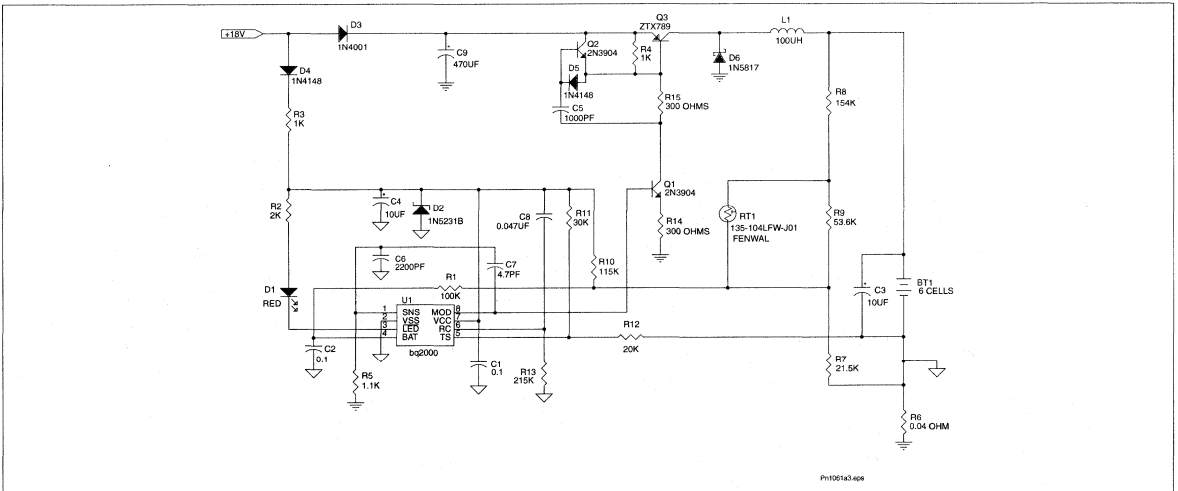 +18V
D3
1N4001
C9
470UF
Q3
ZTX789
Q2
2N3904
R4
1K
D5
1N4148
C5
1000PF
R15
300 OHMS
D6
1N5817
L1
100UH
D4
1N4148
R3
1K
R8
154K
R2
2K
C4
10UF
D2
1N5231B
C8
0.047UF
R11
30K
Q1
2N3904
R14
300 OHMS
RT1
135-104LFW-J01
FENWAL
R9
53.6K
C6
2200PF
C7
4.7PF
R10
115K
D1
RED
R1
100K
C3
10UF
BT1
6 CELLS
U1
1 SNS MOD 8
2 VSS VCC 7
3 LED RC 6
4 BAT TS 5
bq2000
R12
20K
C2
0.1
R5
1.1K
C1
0.1
R13
215K
R7
21.5K
R6
0.04 OHM
Pn1061a3.eps